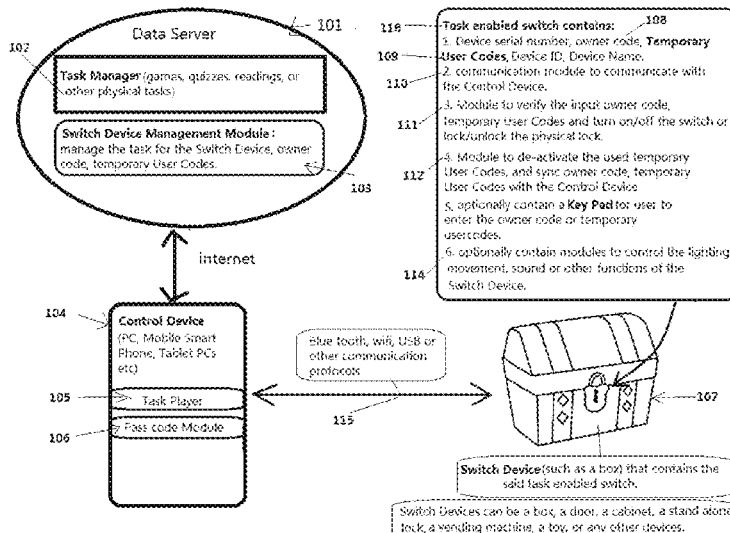 Data Server
101
102
Task Manager (games, quizzes, readings, or
other physical tasks)
Switch Device Management Module:
manage the task for the Switch Device, owner
code, temporary User Codes.
103
internet
104
Control Device
(PC, Mobile Smart
Phone, Tablet PCs
etc)
105
Task Player
106
Pass code Module
Blue tooth, wifi, USB or
other communication
protocols
115
116
Task enabled switch contains:
108
1. Device serial number, owner code, Temporary
109
User Codes, Device ID, Device Name.
110
2. communication module to communicate with
the Control Device.
111
3. Module to verify the input owner code,
temporary User Codes and turn on/off the switch or
lock/unlock the physical lock.
112
4. Module to de-activate the used temporary
User Codes, and sync owner code, temporary
User Codes with the Control Device
5. optionally contain a Key Pad for user to
enter the owner code or temporary
usercodes.
114
6. optionally contain modules to control the lighting
movement, sound or other functions of the
Switch Device.
107
Switch Device (such as a box) that contains the
said task enabled switch.
Switch Devices can be a box, a door, a cabinet, a stand alone
lock, a vending machine, a toy, or any other devices.